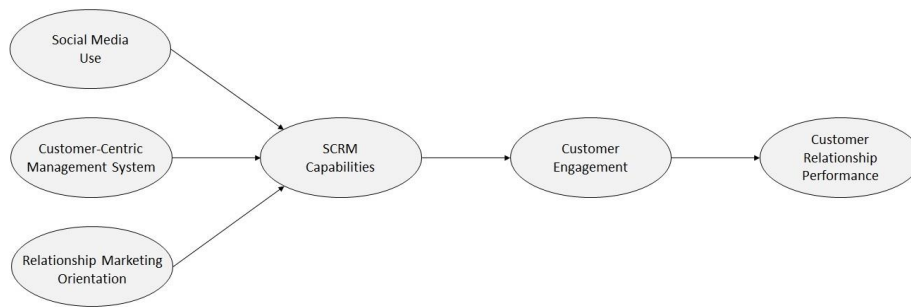 Social Media
Use
Customer-Centric
Management System
Relationship Marketing
Orientation
SCRM
Capabilities
Customer
Engagement
Customer
Relationship
Performance